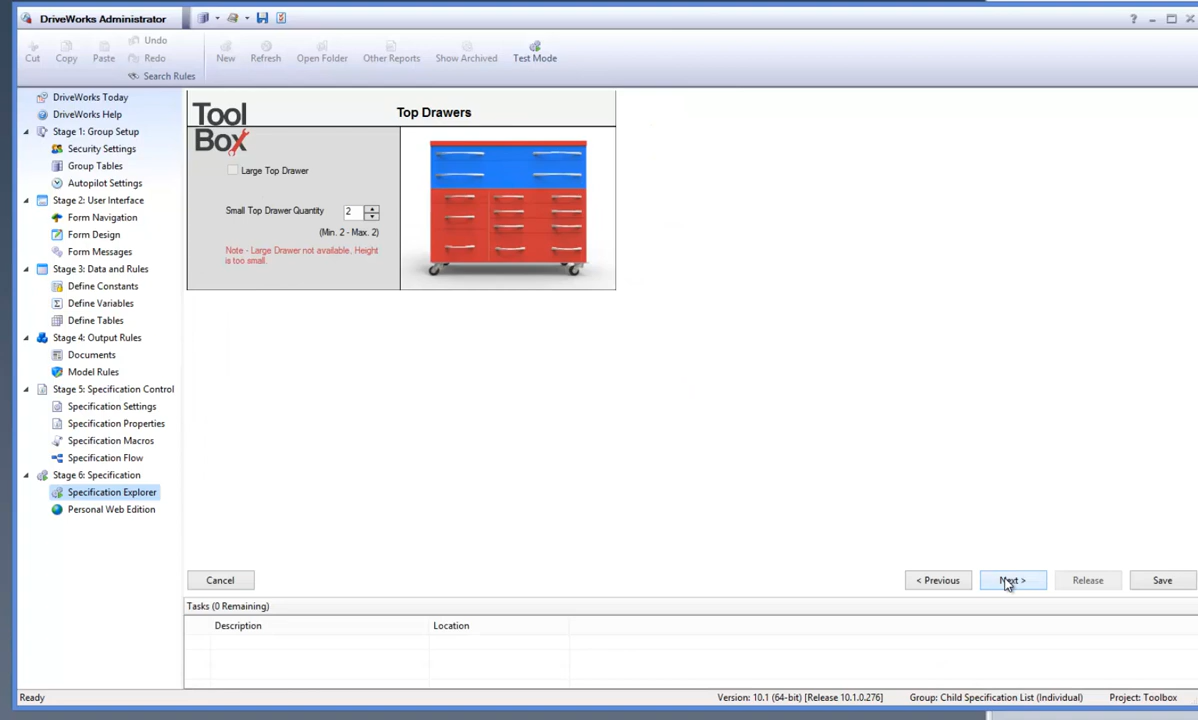 DriveWorks Administrator
Cut
Copy
Paste
Undo
Redo
Search Rules
New
Refresh
Open Folder
Other Reports
Show Archived
Test Mode
DriveWorks Today
DriveWorks Help
Stage 1: Group Setup
Security Settings
Group Tables
Autopilot Settings
Stage 2: User Interface
Form Navigation
Form Design
Form Messages
Stage 3: Data and Rules
Define Constants
Define Variables
Define Tables
Stage 4: Output Rules
Documents
Model Rules
Stage 5: Specification Control
Specification Settings
Specification Properties
Specification Macros
Specification Flow
Stage 6: Specification
Specification Explorer
Personal Web Edition
Tool
Box
Top Drawers
Large Top Drawer
Small Top Drawer Quantity 2
(Min. 2 - Max. 2)
Note - Large Drawer not available, Height
is too small.
Cancel
< Previous
Next >
Release
Save
Tasks (0 Remaining)
Description Location
Ready
Version: 10.1 (64-bit) [Release 10.1.0.276]
Group: Child Specification List (Individual)
Project: Toolbox